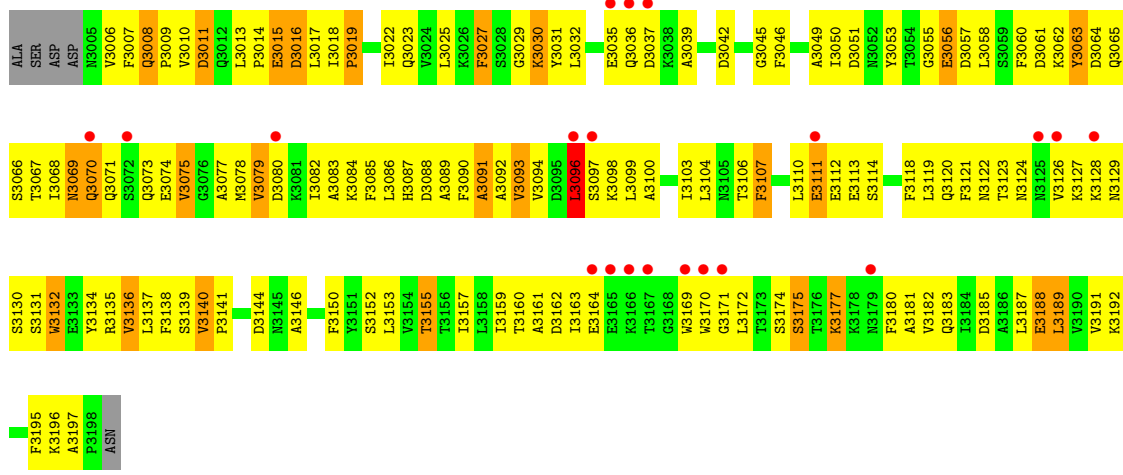 ALA SER ASP ASP N3005 V3006 F3007 Q3008 P3009 V3010 D3011 Q3012 L3013 P3014 E3015 D3016 L3017 I3018 P3019 I3022 Q3023 V3024 L3025 K3026 F3027 S3028 G3029 K3030 Y3031 L3032 E3035 Q3036 D3037 K3038 A3039 D3042 G3045 F3046 A3049 I3050 D3051 N3052 Y3053 T3054 G3055 E3056 D3057 L3058 S3059 F3060 D3061 K3062 Y3063 D3064 Q3065
S3066 T3067 I3068 N3069 Q3070 Q3071 S3072 Q3073 E3074 V3075 G3076 A3077 M3078 V3079 D3080 K3081 I3082 A3083 K3084 F3085 L3086 H3087 D3088 A3089 F3090 A3091 A3092 V3093 V3094 D3095 L3096 S3097 K3098 L3099 A3100 I3103 L3104 N3105 T3106 F3107 L3110 E3111 E3112 E3113 S3114 F3118 L3119 Q3120 F3121 N3122 T3123 N3124 N3125 V3126 K3127 K3128 N3129
S3130 S3131 W3132 E3133 Y3134 R3135 V3136 L3137 F3138 S3139 V3140 P3141 D3144 N3145 A3146 F3150 Y3151 S3152 L3153 V3154 T3155 T3156 I3157 L3158 I3159 T3160 A3161 D3162 I3163 E3164 E3165 K3166 T3167 G3168 W3169 W3170 G3171 L3172 T3173 S3174 S3175 T3176 K3177 K3178 N3179 F3180 A3181 V3182 Q3183 I3184 D3185 A3186 L3187 E3188 L3189 V3190 V3191 K3192
F3195 K3196 A3197 P3198 ASN